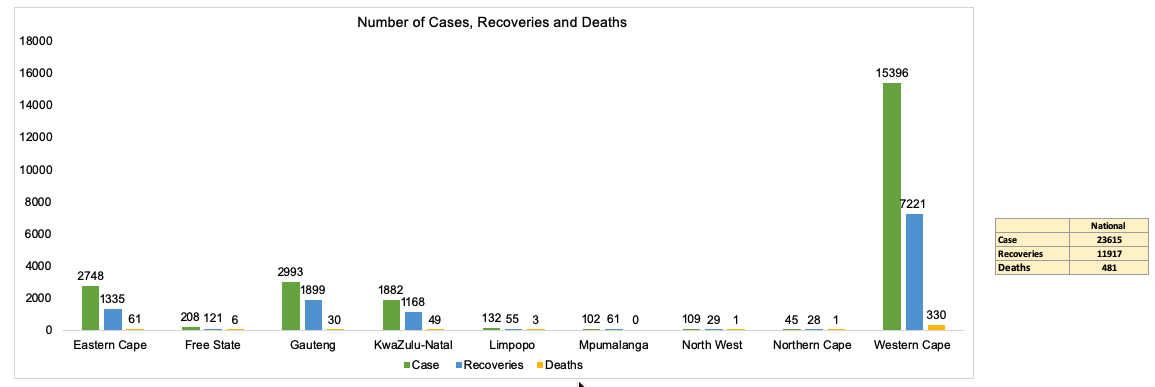 Number of Cases, Recoveries and Deaths
18000
16000
14000
12000
10000
8000
6000
4000
2000
0
2748 1335 61
208 121 6
2993 1899 30
1882 1168 49
132 55 3
102 61 0
109 29 1
45 28 1
15396 7221 330
Eastern Cape Free State Gauteng KwaZulu-Natal Limpopo Mpumalanga North West Northern Cape Western Cape
Case Recoveries Deaths
National
Case 23615
Recoveries 11917
Deaths 481